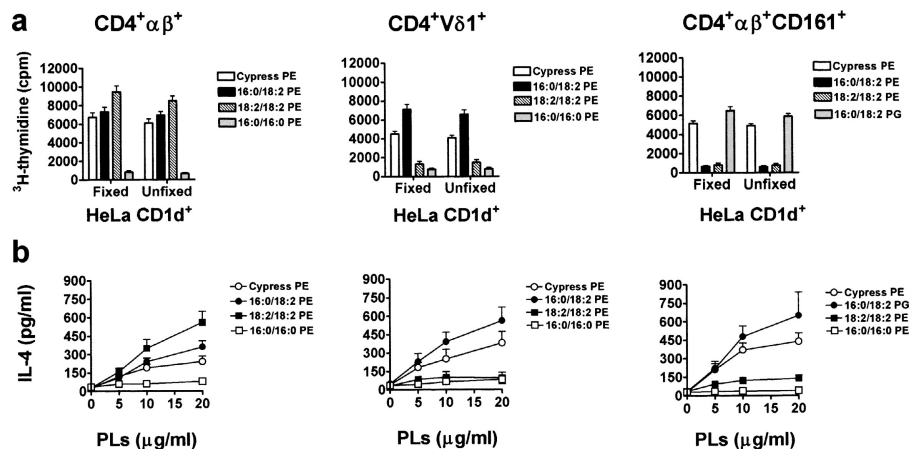 a
CD4⁺αβ⁺
CD4⁺Vδ1⁺
CD4⁺αβ⁺CD161⁺
³H-thymidine (cpm)
12000
10000
8000
6000
4000
2000
0
Fixed Unfixed
HeLa CD1d⁺
Cypress PE
16:0/18:2 PE
18:2/18:2 PE
16:0/16:0 PE
12000
10000
8000
6000
4000
2000
0
Fixed Unfixed
HeLa CD1d⁺
Cypress PE
16:0/18:2 PE
18:2/18:2 PE
16:0/16:0 PE
12000
10000
8000
6000
4000
2000
0
Fixed Unfixed
HeLa CD1d⁺
Cypress PE
16:0/18:2 PE
18:2/18:2 PE
16:0/18:2 PG
b
IL-4 (pg/ml)
900
750
600
450
300
150
0
0 5 10 15 20
PLs (μg/ml)
Cypress PE
16:0/18:2 PE
18:2/18:2 PE
16:0/16:0 PE
900
750
600
450
300
150
0
0 5 10 15 20
PLs (μg/ml)
Cypress PE
16:0/18:2 PE
18:2/18:2 PE
16:0/16:0 PE
900
750
600
450
300
150
0
0 5 10 15 20
PLs (μg/ml)
Cypress PE
16:0/18:2 PG
18:2/18:2 PE
16:0/16:0 PE